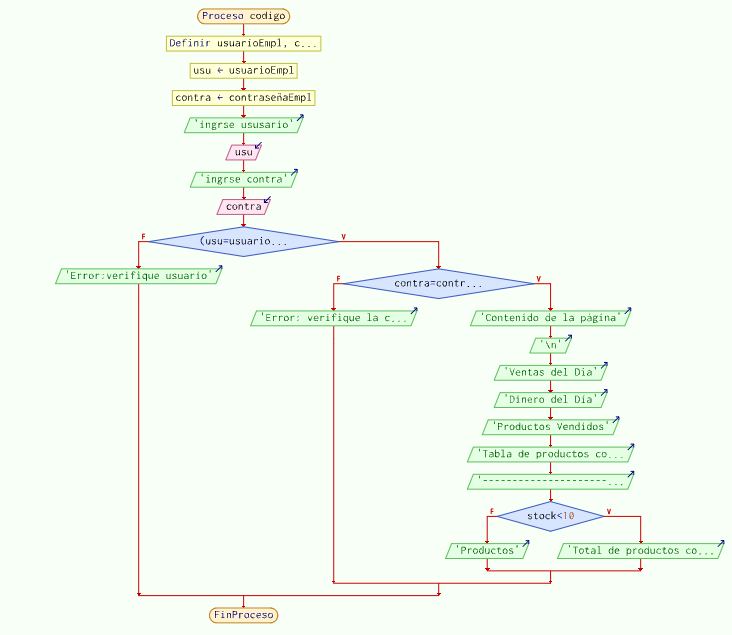 Proceso codigo
Definir usuarioEmpl, c...
usu ← usuarioEmpl
contra ← contraseñaEmpl
'ingrse ususario'
usu
'ingrse contra'
contra
F
V
(usu=usuario...
'Error:verifique usuario'
F
V
contra=contr...
'Error: verifique la c...
'Contenido de la página'
'\n'
'Ventas del Día'
'Dinero del Día'
'Productos Vendidos'
'Tabla de productos co...
'---------------------...
F
V
stock<10
'Productos'
'Total de productos co...
FinProceso